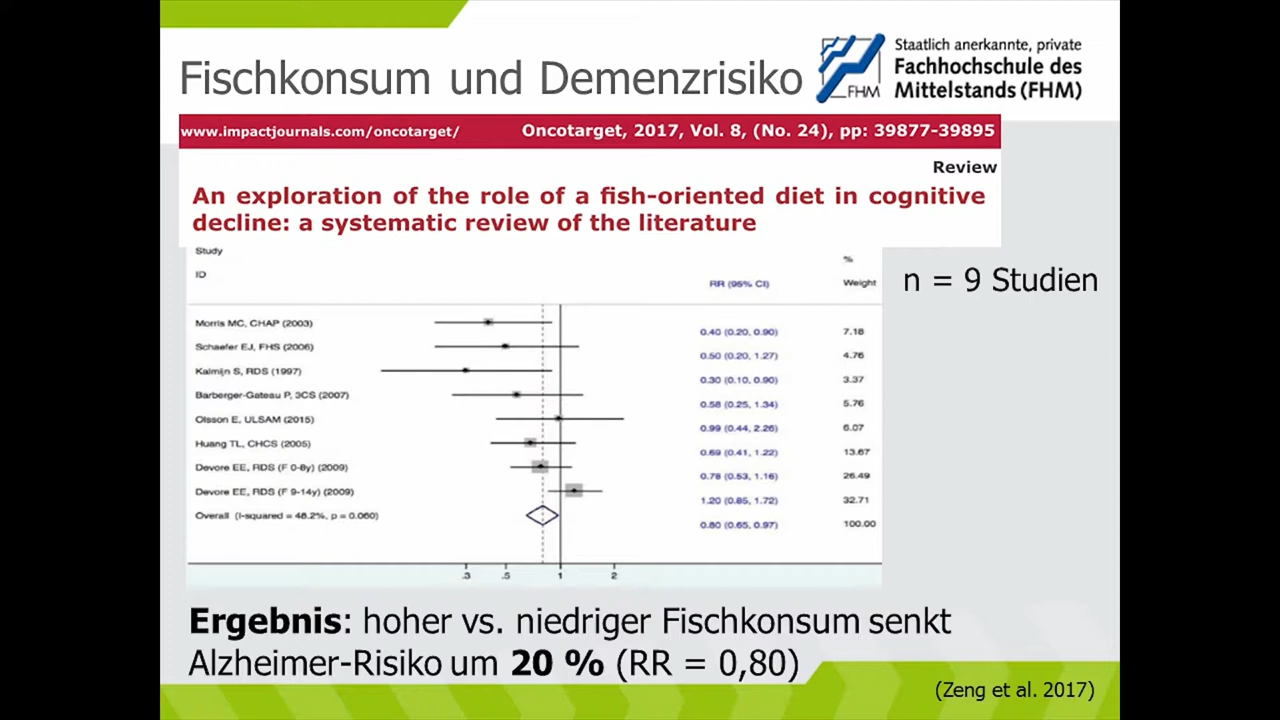 Fischkonsum und Demenzrisiko
Staatlich anerkannte, private
Fachhochschule des
Mittelstands (FHM)
FHM
www.impactjournals.com/oncotarget/ Oncotarget, 2017, Vol. 8, (No. 24), pp: 39877-39895
Review
An exploration of the role of a fish-oriented diet in cognitive
decline: a systematic review of the literature
Study %
ID RR (95% CI) Weight
n = 9 Studien
Morris MC, CHAP (2003) 0.40 (0.20, 0.90) 7.18
Schaefer EJ, FHS (2006) 0.50 (0.20, 1.27) 4.76
Kalmijn S, RDS (1997) 0.30 (0.10, 0.90) 3.37
Barberger-Gateau P, 3CS (2007) 0.58 (0.25, 1.34) 5.76
Olsson E, ULSAM (2015) 0.99 (0.44, 2.26) 6.07
Huang TL, CHCS (2005) 0.69 (0.41, 1.22) 13.67
Devore EE, RDS (F 0-8y) (2009) 0.78 (0.53, 1.16) 26.49
Devore EE, RDS (F 9-14y) (2009) 1.20 (0.85, 1.72) 32.71
Overall (I-squared = 48.2%, p = 0.060) 0.80 (0.65, 0.97) 100.00
.3 .5 1 2
Ergebnis: hoher vs. niedriger Fischkonsum senkt
Alzheimer-Risiko um 20 % (RR = 0,80)
(Zeng et al. 2017)